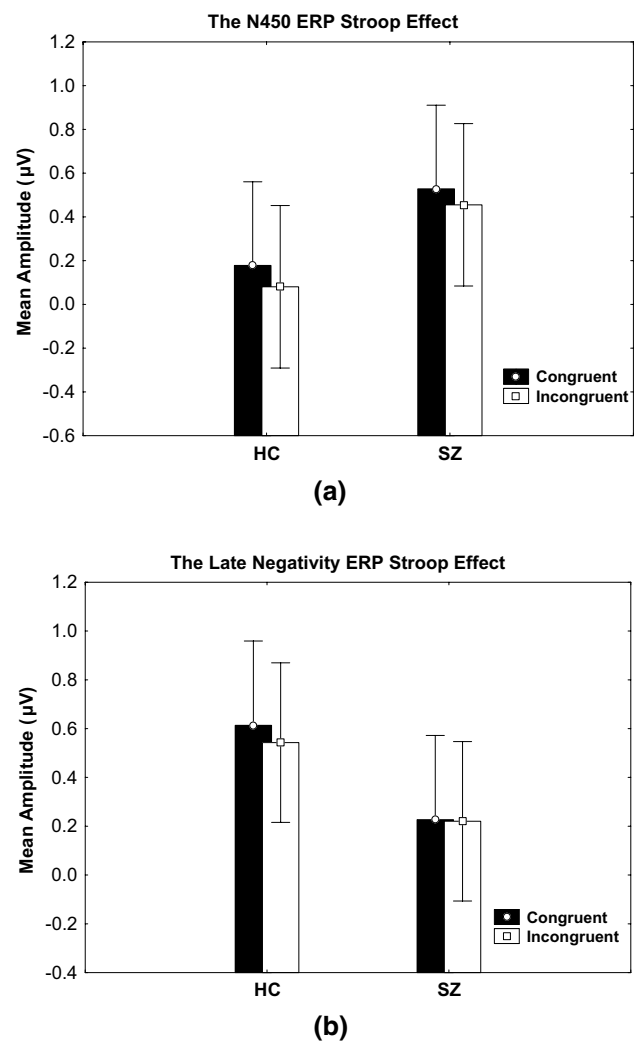 The N450 ERP Stroop Effect
Mean Amplitude (µV)
1.2
1.0
0.8
0.6
0.4
0.2
0.0
-0.2
-0.4
-0.6
HC
SZ
Congruent
Incongruent
(a)
The Late Negativity ERP Stroop Effect
Mean Amplitude (µV)
1.2
1.0
0.8
0.6
0.4
0.2
0.0
-0.2
-0.4
HC
SZ
Congruent
Incongruent
(b)